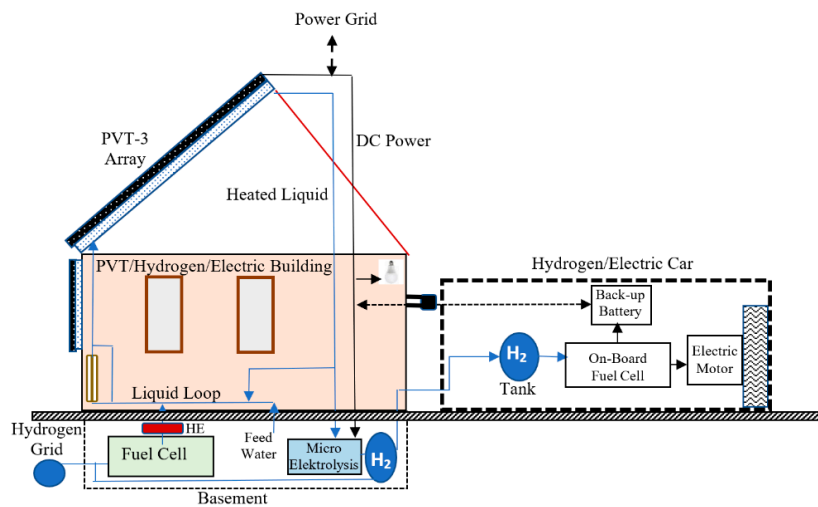 Power Grid
PVT-3
Array
DC Power
Heated Liquid
PVT/Hydrogen/Electric Building
Hydrogen/Electric Car
Back-up
Battery
H₂
Tank
On-Board
Fuel Cell
Electric
Motor
Liquid Loop
Hydrogen
Grid
HE
Fuel Cell
Feed
Water
Micro
Elektrolysis
H₂
Basement